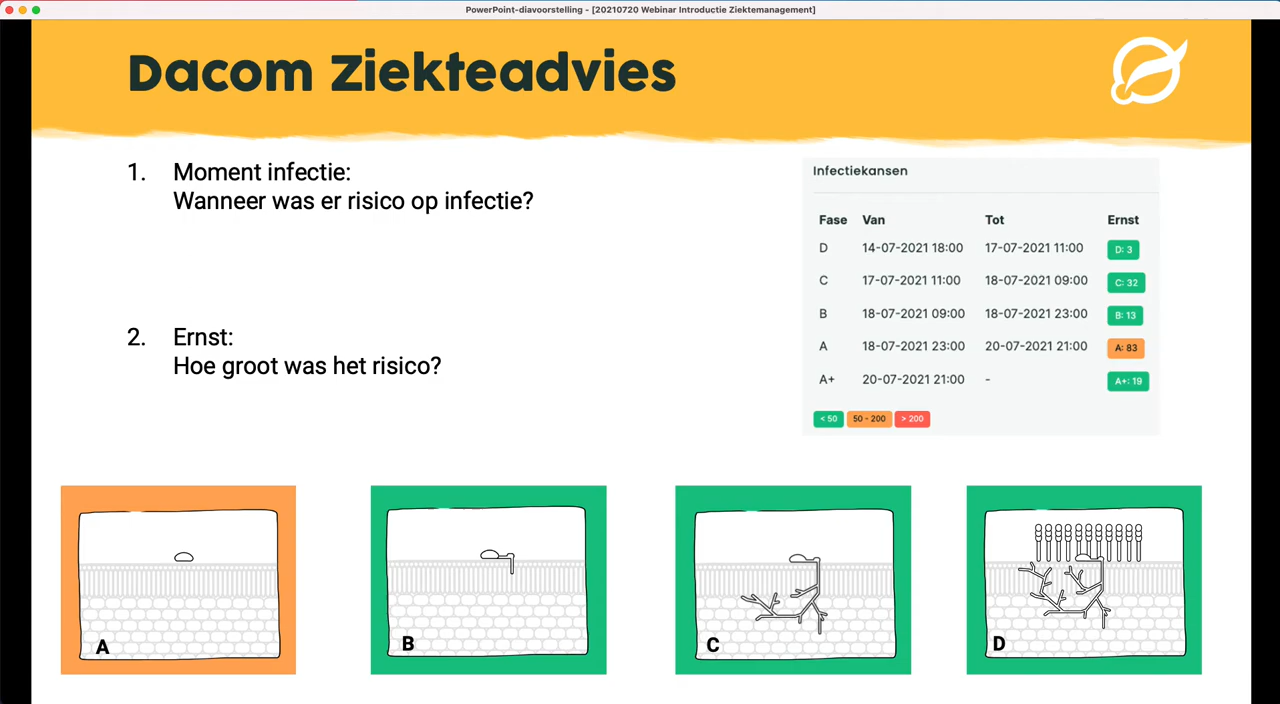 PowerPoint-diavoorstelling - [20210720 Webinar Introductie Ziektemanagement]
Dacom Ziekteadvies
1. Moment infectie:
Wanneer was er risico op infectie?
2. Ernst:
Hoe groot was het risico?
Infectiekansen
Fase Van Tot Ernst
D 14-07-2021 18:00 17-07-2021 11:00 D: 3
C 17-07-2021 11:00 18-07-2021 09:00 C: 32
B 18-07-2021 09:00 18-07-2021 23:00 B: 13
A 18-07-2021 23:00 20-07-2021 21:00 A: 83
A+ 20-07-2021 21:00 - A+: 19
< 50 50 - 200 > 200
A
B
C
D